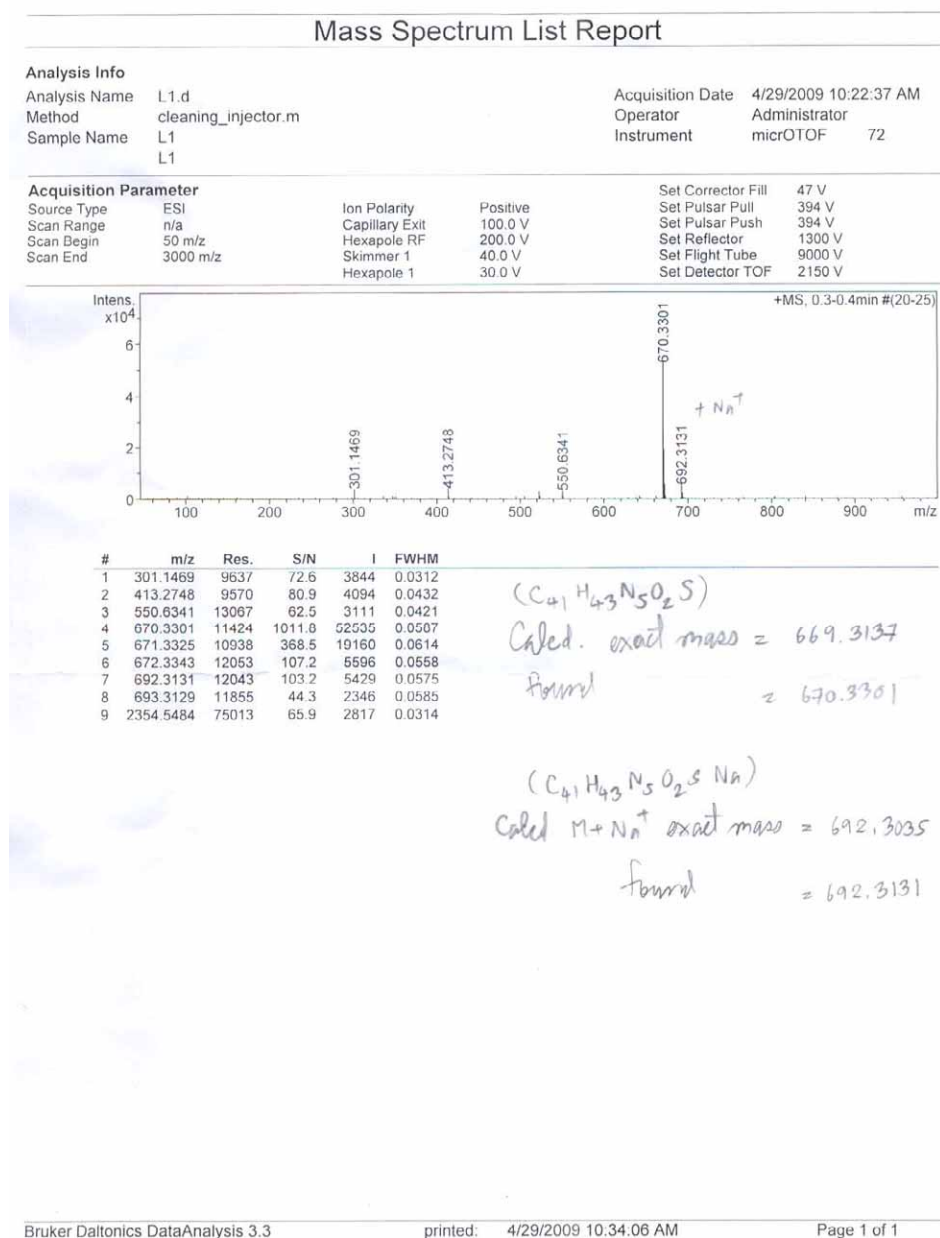 Mass Spectrum List Report
Analysis Info
Analysis Name L1.d Acquisition Date 4/29/2009 10:22:37 AM
Method cleaning_injector.m Operator Administrator
Sample Name L1 Instrument micrOTOF 72
L1
Acquisition Parameter Set Corrector Fill 47 V
Source Type ESI Ion Polarity Positive Set Pulsar Pull 394 V
Scan Range n/a Capillary Exit 100.0 V Set Pulsar Push 394 V
Scan Begin 50 m/z Hexapole RF 200.0 V Set Reflector 1300 V
Scan End 3000 m/z Skimmer 1 40.0 V Set Flight Tube 9000 V
Hexapole 1 30.0 V Set Detector TOF 2150 V
Intens. +MS, 0.3-0.4min #(20-25)
x10⁴
670.3301
6
4
+ Na⁺
301.1469 413.2748 550.6341 692.3131
2
0
100 200 300 400 500 600 700 800 900 m/z
# m/z Res. S/N I FWHM
1 301.1469 9637 72.6 3844 0.0312
2 413.2748 9570 80.9 4094 0.0432
3 550.6341 13067 62.5 3111 0.0421
4 670.3301 11424 1011.8 52535 0.0587
5 671.3325 10938 368.5 19160 0.0614
6 672.3343 12053 107.2 5596 0.0558
7 692.3131 12043 103.2 5429 0.0575
8 693.3129 11855 44.3 2346 0.0585
9 2354.5484 75013 65.9 2817 0.0314
(C₄₁H₄₃N₅O₂S)
Calcd. exact mass = 669.3137
found = 670.3301
(C₄₁H₄₃N₅O₂S Na)
Calcd M+Na⁺ exact mass = 692.3035
found = 692.3131
Bruker Daltonics DataAnalysis 3.3 printed: 4/29/2009 10:34:06 AM Page 1 of 1